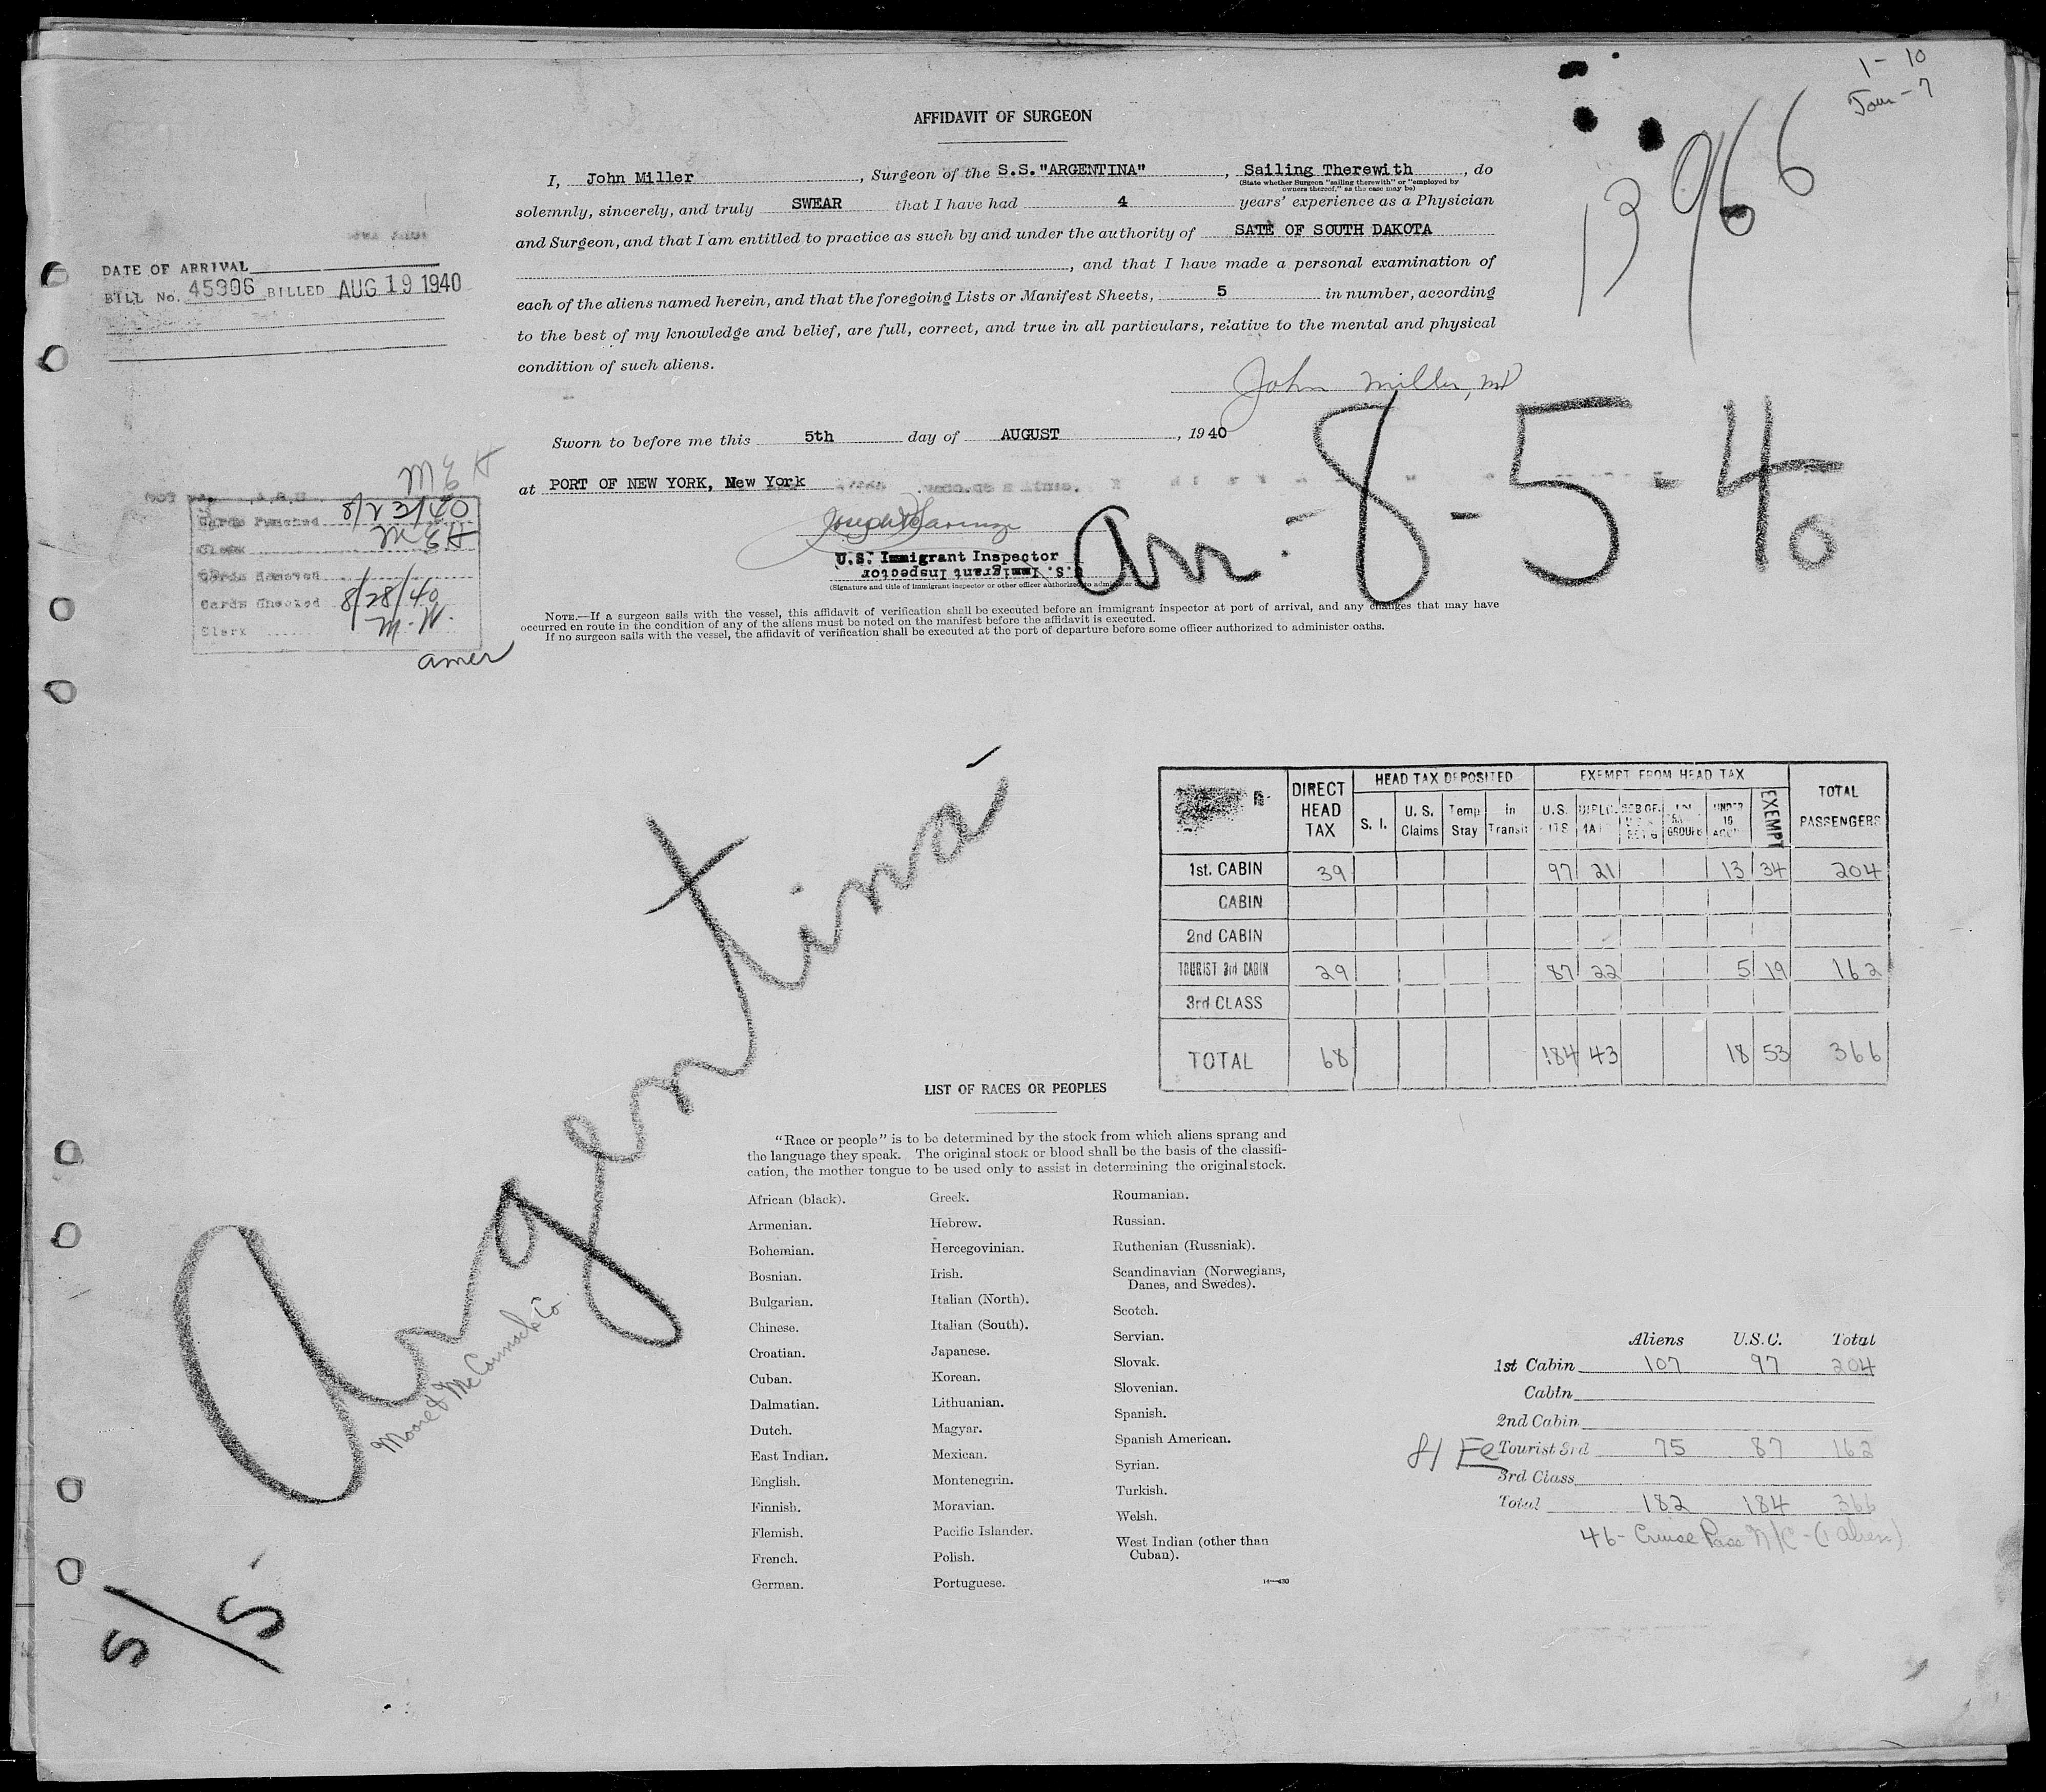 1- 10
Tour - 7
13966
AFFIDAVIT OF SURGEON
I, John Miller, Surgeon of the S.S."ARGENTINA", Sailing Therewith, do
(State whether Surgeon "sailing therewith" or "employed by
owners thereof," as the case may be)
solemnly, sincerely, and truly SWEAR that I have had 4 years' experience as a Physician
and Surgeon, and that I am entitled to practice as such by and under the authority of SATE OF SOUTH DAKOTA
, and that I have made a personal examination of
each of the aliens named herein, and that the foregoing Lists or Manifest Sheets, 5 in number, according
to the best of my knowledge and belief, are full, correct, and true in all particulars, relative to the mental and physical
condition of such aliens.
John Miller, MD
Sworn to before me this 5th day of AUGUST, 1940
at PORT OF NEW YORK, New York
U.S. Immigrant Inspector
(Signature and title of immigrant inspector or other officer authorized to administer
NOTE.—If a surgeon sails with the vessel, this affidavit of verification shall be executed before an immigrant inspector at port of arrival, and any changes that may have
occurred en route in the condition of any of the aliens must be noted on the manifest before the affidavit is executed.
If no surgeon sails with the vessel, the affidavit of verification shall be executed at the port of departure before some officer authorized to administer oaths.
Arr - 8 - 5 - 40
DATE OF ARRIVAL
BILL No. 45906 BILLED AUG 19 1940
M E H
Cards Punched 8/23/40
Clerk M E H
Cards Removed
Cards Checked 8/28/40
Clerk M. W.
amer
S/S Argentina
Moore & McCormack Co.
DIRECT HEAD TAX
HEAD TAX DEPOSITED
EXEMPT FROM HEAD TAX
TOTAL PASSENGERS
S. I. U. S. Claims Temp Stay in Transit U.S. UNDER 16 EXEMPT
1st. CABIN 39 97 21 13 34 204
CABIN
2nd CABIN
TOURIST 3rd CABIN 29 87 22 5 19 162
3rd CLASS
TOTAL 68 184 43 18 53 366
LIST OF RACES OR PEOPLES
"Race or people" is to be determined by the stock from which aliens sprang and
the language they speak. The original stock or blood shall be the basis of the classifi-
cation, the mother tongue to be used only to assist in determining the original stock.
African (black).
Armenian.
Bohemian.
Bosnian.
Bulgarian.
Chinese.
Croatian.
Cuban.
Dalmatian.
Dutch.
East Indian.
English.
Finnish.
Flemish.
French.
German.
Greek.
Hebrew.
Hercegovinian.
Irish.
Italian (North).
Italian (South).
Japanese.
Korean.
Lithuanian.
Magyar.
Mexican.
Montenegrin.
Moravian.
Pacific Islander.
Polish.
Portuguese.
Roumanian.
Russian.
Ruthenian (Russniak).
Scandinavian (Norwegians,
Danes, and Swedes).
Scotch.
Servian.
Slovak.
Slovenian.
Spanish.
Spanish American.
Syrian.
Turkish.
Welsh.
West Indian (other than
Cuban).
14—430
Aliens U.S.C. Total
1st Cabin 107 97 204
Cabin
2nd Cabin
Tourist 3rd 75 87 162
3rd Class
Total 182 184 366
46 - Cruise Pass N/C - (1 alien)